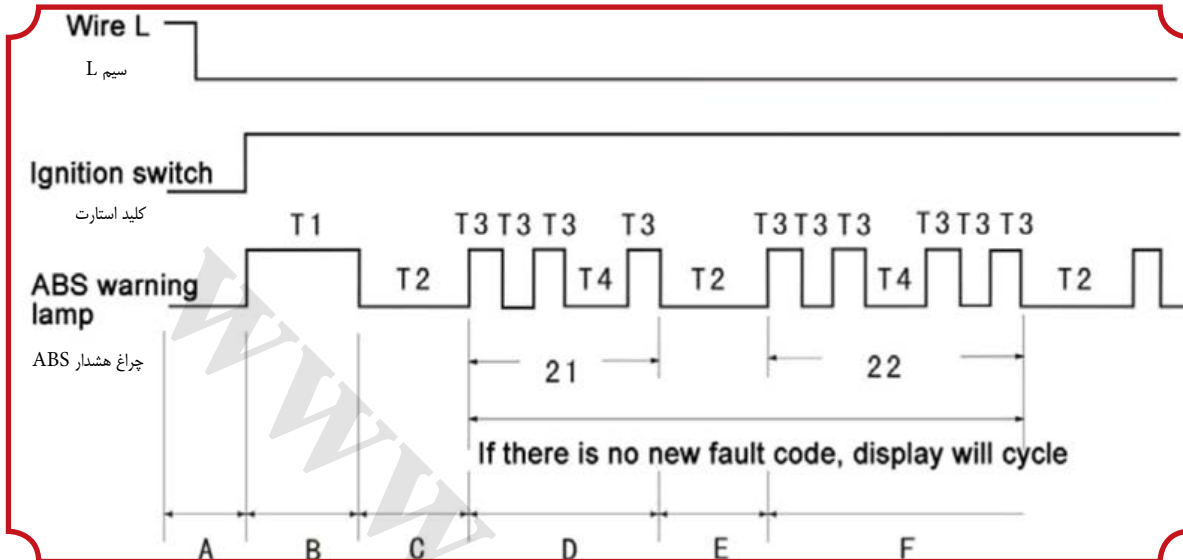 Wire L
سیم L
Ignition switch
کلید استارت
T1
T3 T3 T3 T3 T3 T3 T3 T3 T3 T3
ABS warning
lamp
T2 T4 T2 T4 T2
چراغ هشدار ABS
21 22
If there is no new fault code, display will cycle
A B C D E F
www